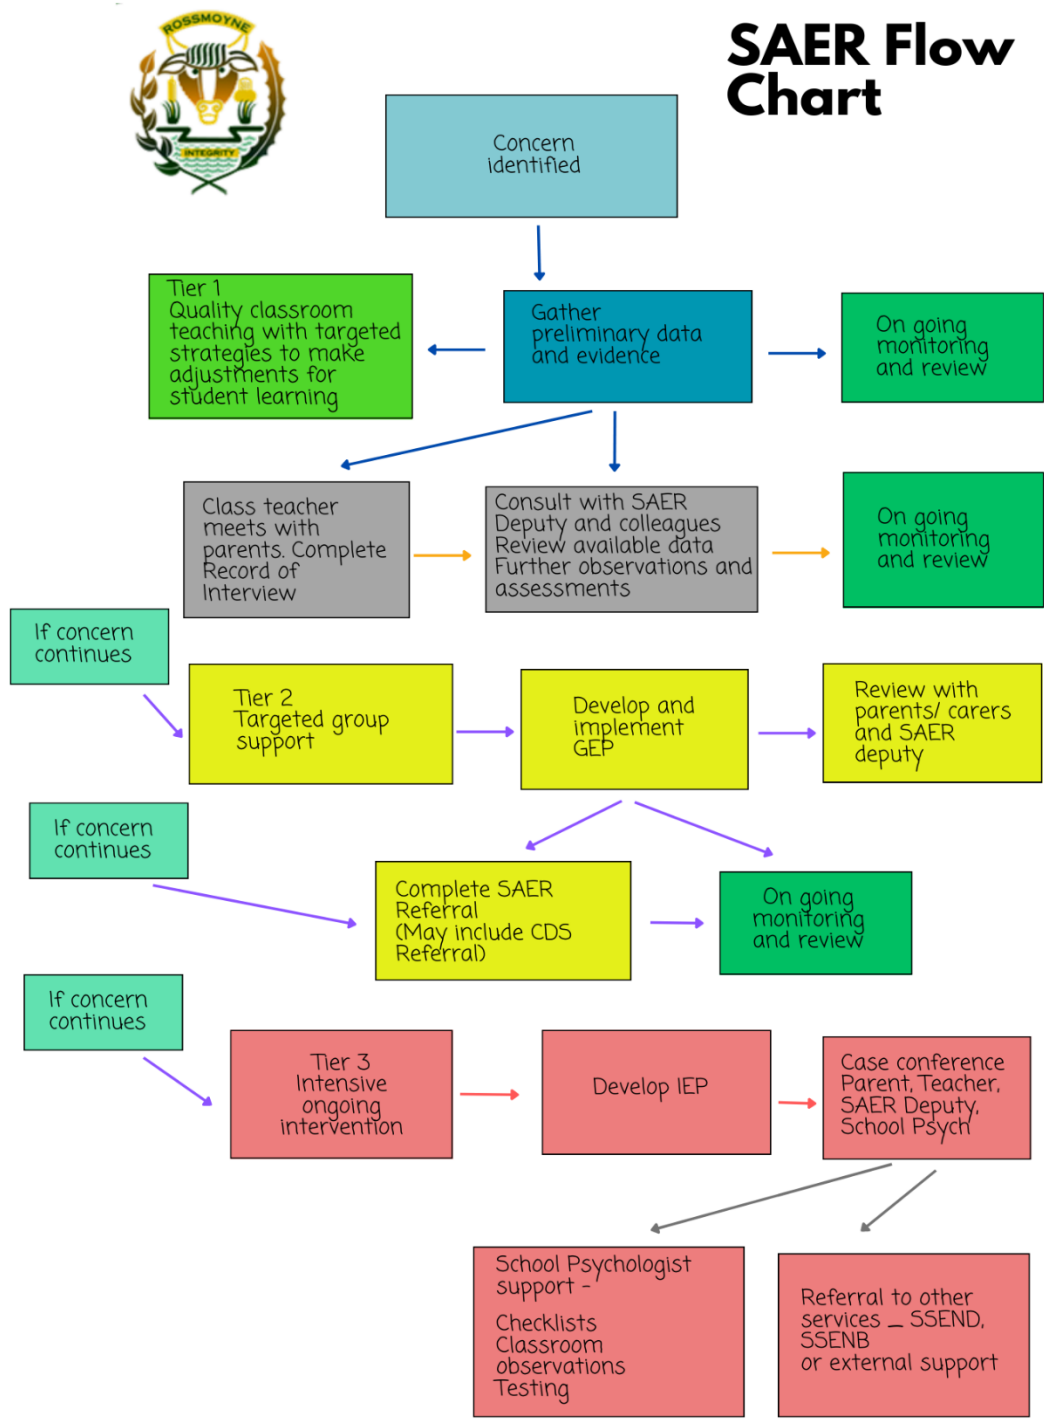 ROSSMOYNE
INTEGRITY
SAER Flow
Chart
Concern
identified
Tier 1
Quality classroom
teaching with targeted
strategies to make
adjustments for
student learning
Gather
preliminary data
and evidence
On going
monitoring
and review
Class teacher
meets with
parents. Complete
Record of
Interview
Consult with SAER
Deputy and colleagues
Review available data
Further observations and
assessments
On going
monitoring
and review
If concern
continues
Tier 2
Targeted group
support
Develop and
implement
GEP
Review with
parents/ carers
and SAER
deputy
If concern
continues
Complete SAER
Referral
(May include CDS
Referral)
On going
monitoring
and review
If concern
continues
Tier 3
Intensive
ongoing
intervention
Develop IEP
Case conference
Parent, Teacher,
SAER Deputy,
School Psych
School Psychologist
support -
Checklists
Classroom
observations
Testing
Referral to other
services _ SSEND,
SSENB
or external support